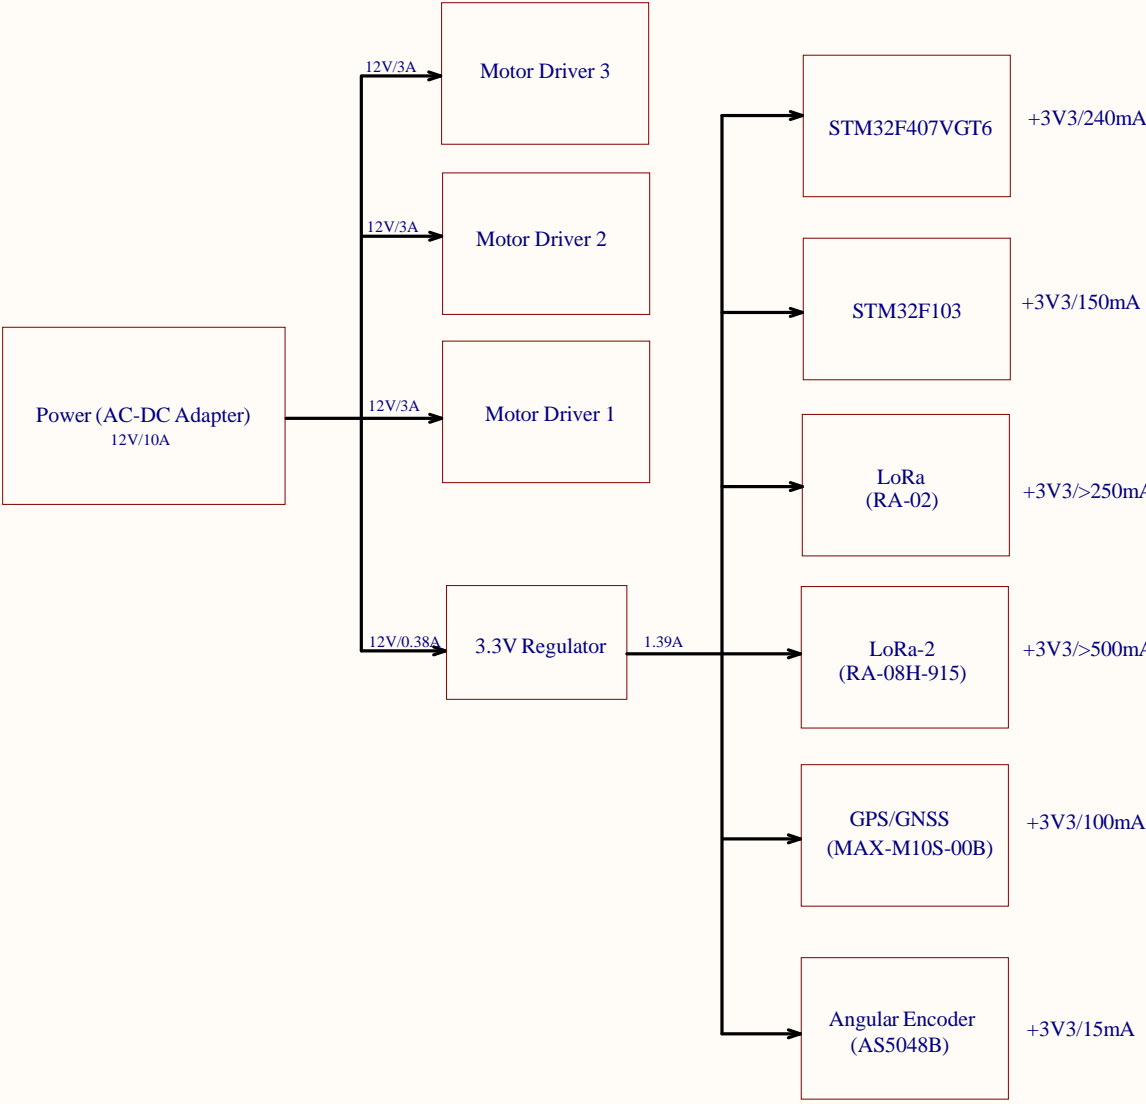 12V/3A
Motor Driver 3
STM32F407VGT6
+3V3/240mA
12V/3A
Motor Driver 2
STM32F103
+3V3/150mA
Power (AC-DC Adapter)
12V/10A
12V/3A
Motor Driver 1
LoRa
(RA-02)
+3V3/>250mA
12V/0.38A
3.3V Regulator
1.39A
LoRa-2
(RA-08H-915)
+3V3/>500mA
GPS/GNSS
(MAX-M10S-00B)
+3V3/100mA
Angular Encoder
(AS5048B)
+3V3/15mA